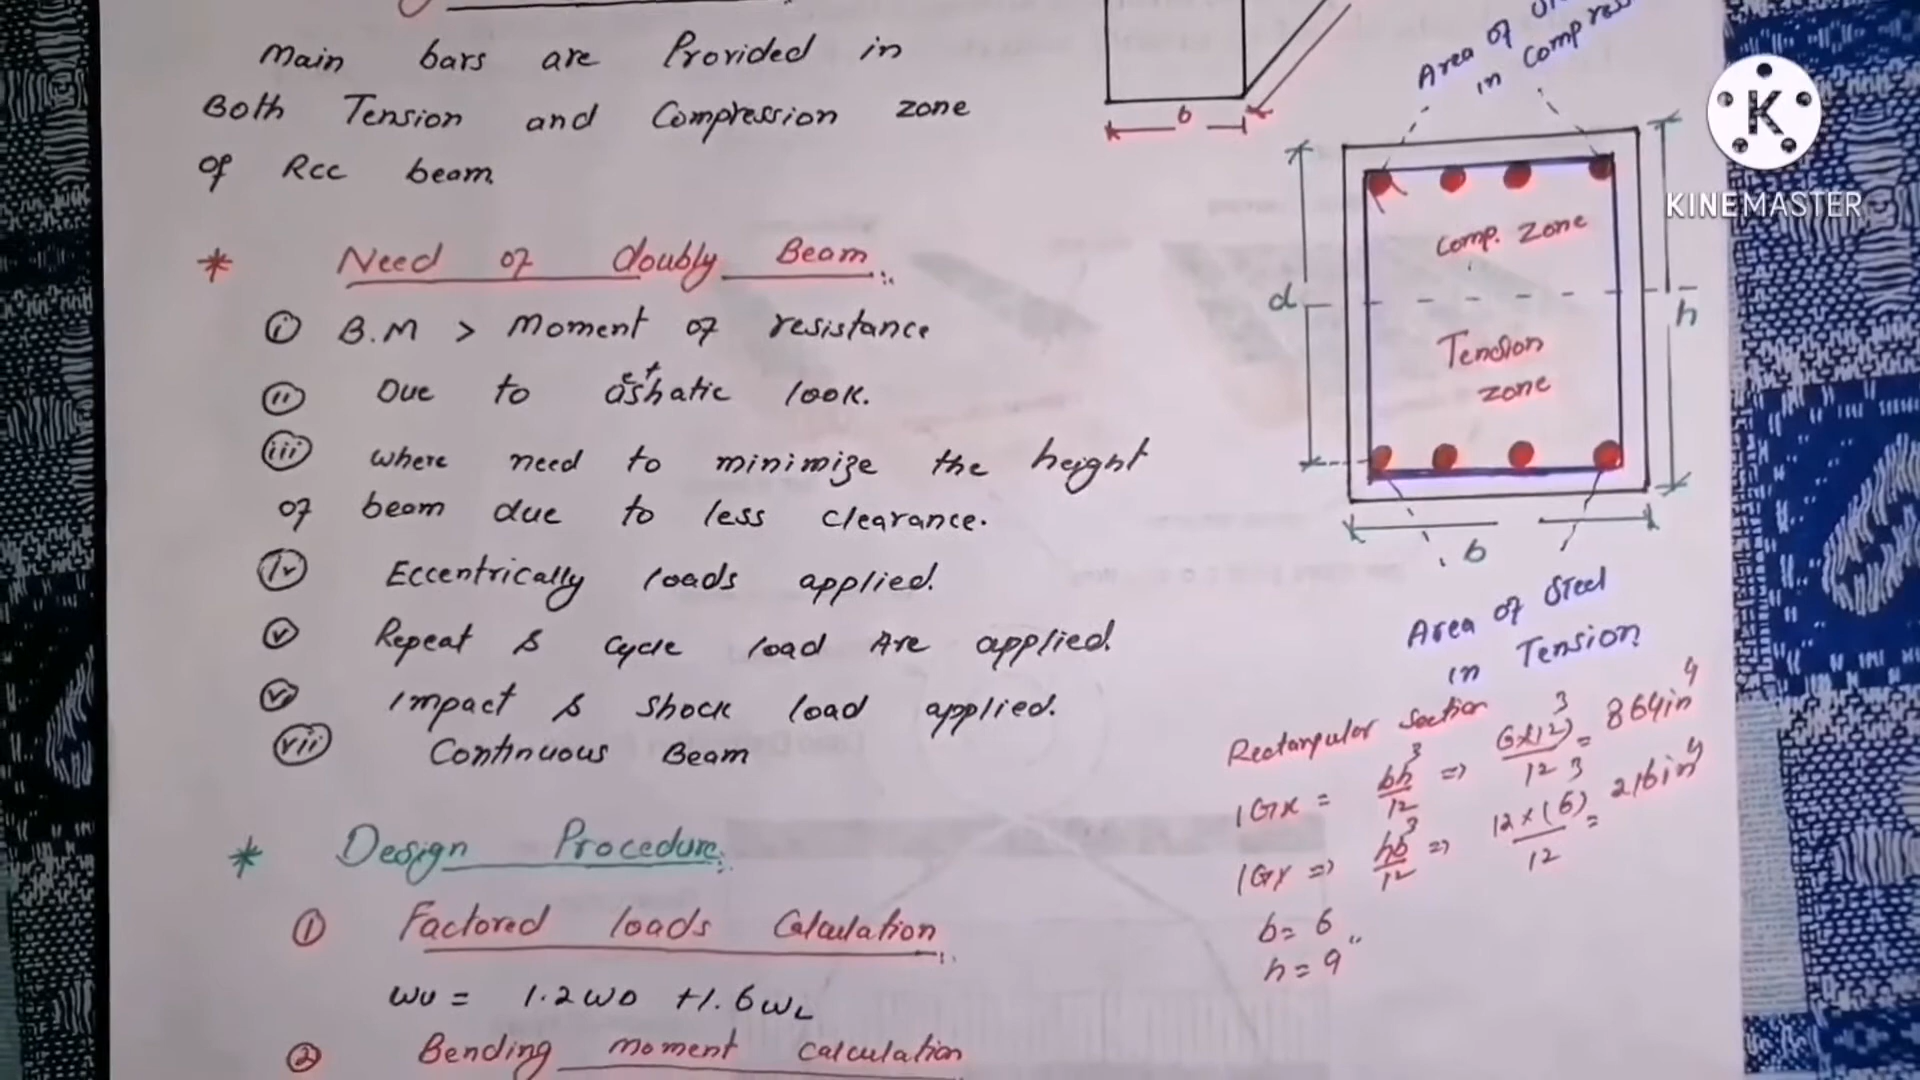 main bars are Provided in
Both Tension and Compression zone
of Rcc beam
* Need of doubly Beam
(i) B.M > moment of resistance
(ii) Due to ashatic look.
et
(iii) where need to minimize the height
of beam due to less clearance.
(iv) Eccentrically loads applied.
(v) Repeat & cycle load Are applied.
(vi) Impact & shock load applied.
(vii) Continuous Beam
* Design Procedure
① Factored loads Calculation
wu = 1.2wD +1.6wL
② Bending moment calculation
b
Area of
in Compres
Comp. zone
d
h
Tension
zone
b
Area of Steel
in Tension
Rectangular Section
IGx = bh³/12 => 6x(12)³/12 = 864in⁴
IGy => hb³/12 => 12x(6)³/12 = 216in⁴
b= 6
h = 9"
K
KINEMASTER